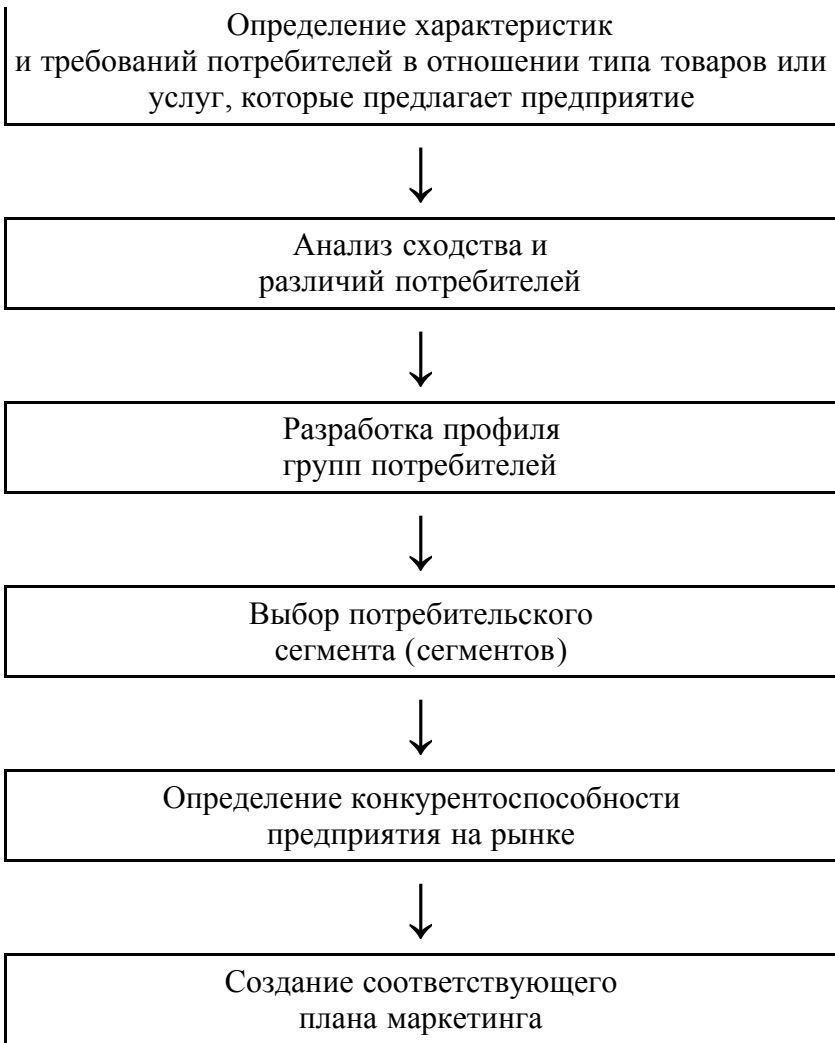 Определение характеристик
и требований потребителей в отношении типа товаров или
услуг, которые предлагает предприятие
Анализ сходства и
различий потребителей
Разработка профиля
групп потребителей
Выбор потребительского
сегмента (сегментов)
Определение конкурентоспособности
предприятия на рынке
Создание соответствующего
плана маркетинга